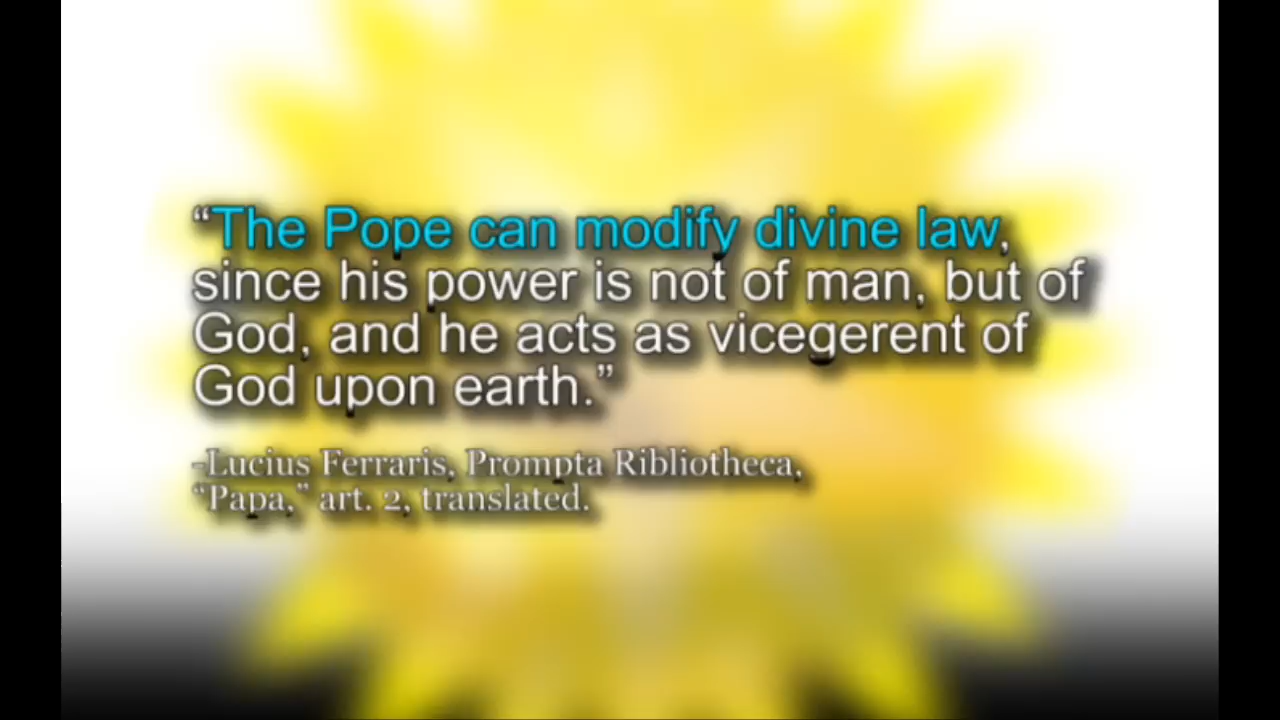 “The Pope can modify divine law,
since his power is not of man, but of
God, and he acts as vicegerent of
God upon earth.”
-Lucius Ferraris, Prompta Ribliotheca,
“Papa,” art. 2, translated.